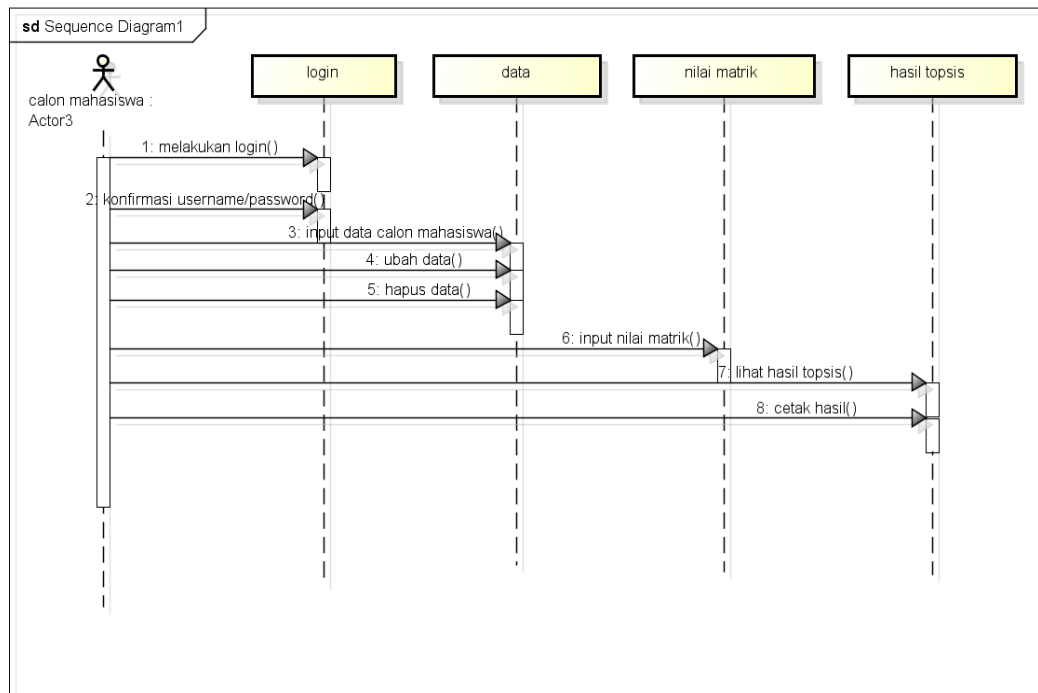 sd Sequence Diagram1
login
data
nilai matrik
hasil topsis
calon mahasiswa :
Actor3
1: melakukan login()
2: konfirmasi username/password()
3: input data calon mahasiswa()
4: ubah data()
5: hapus data()
6: input nilai matrik()
7: lihat hasil topsis()
8: cetak hasil()